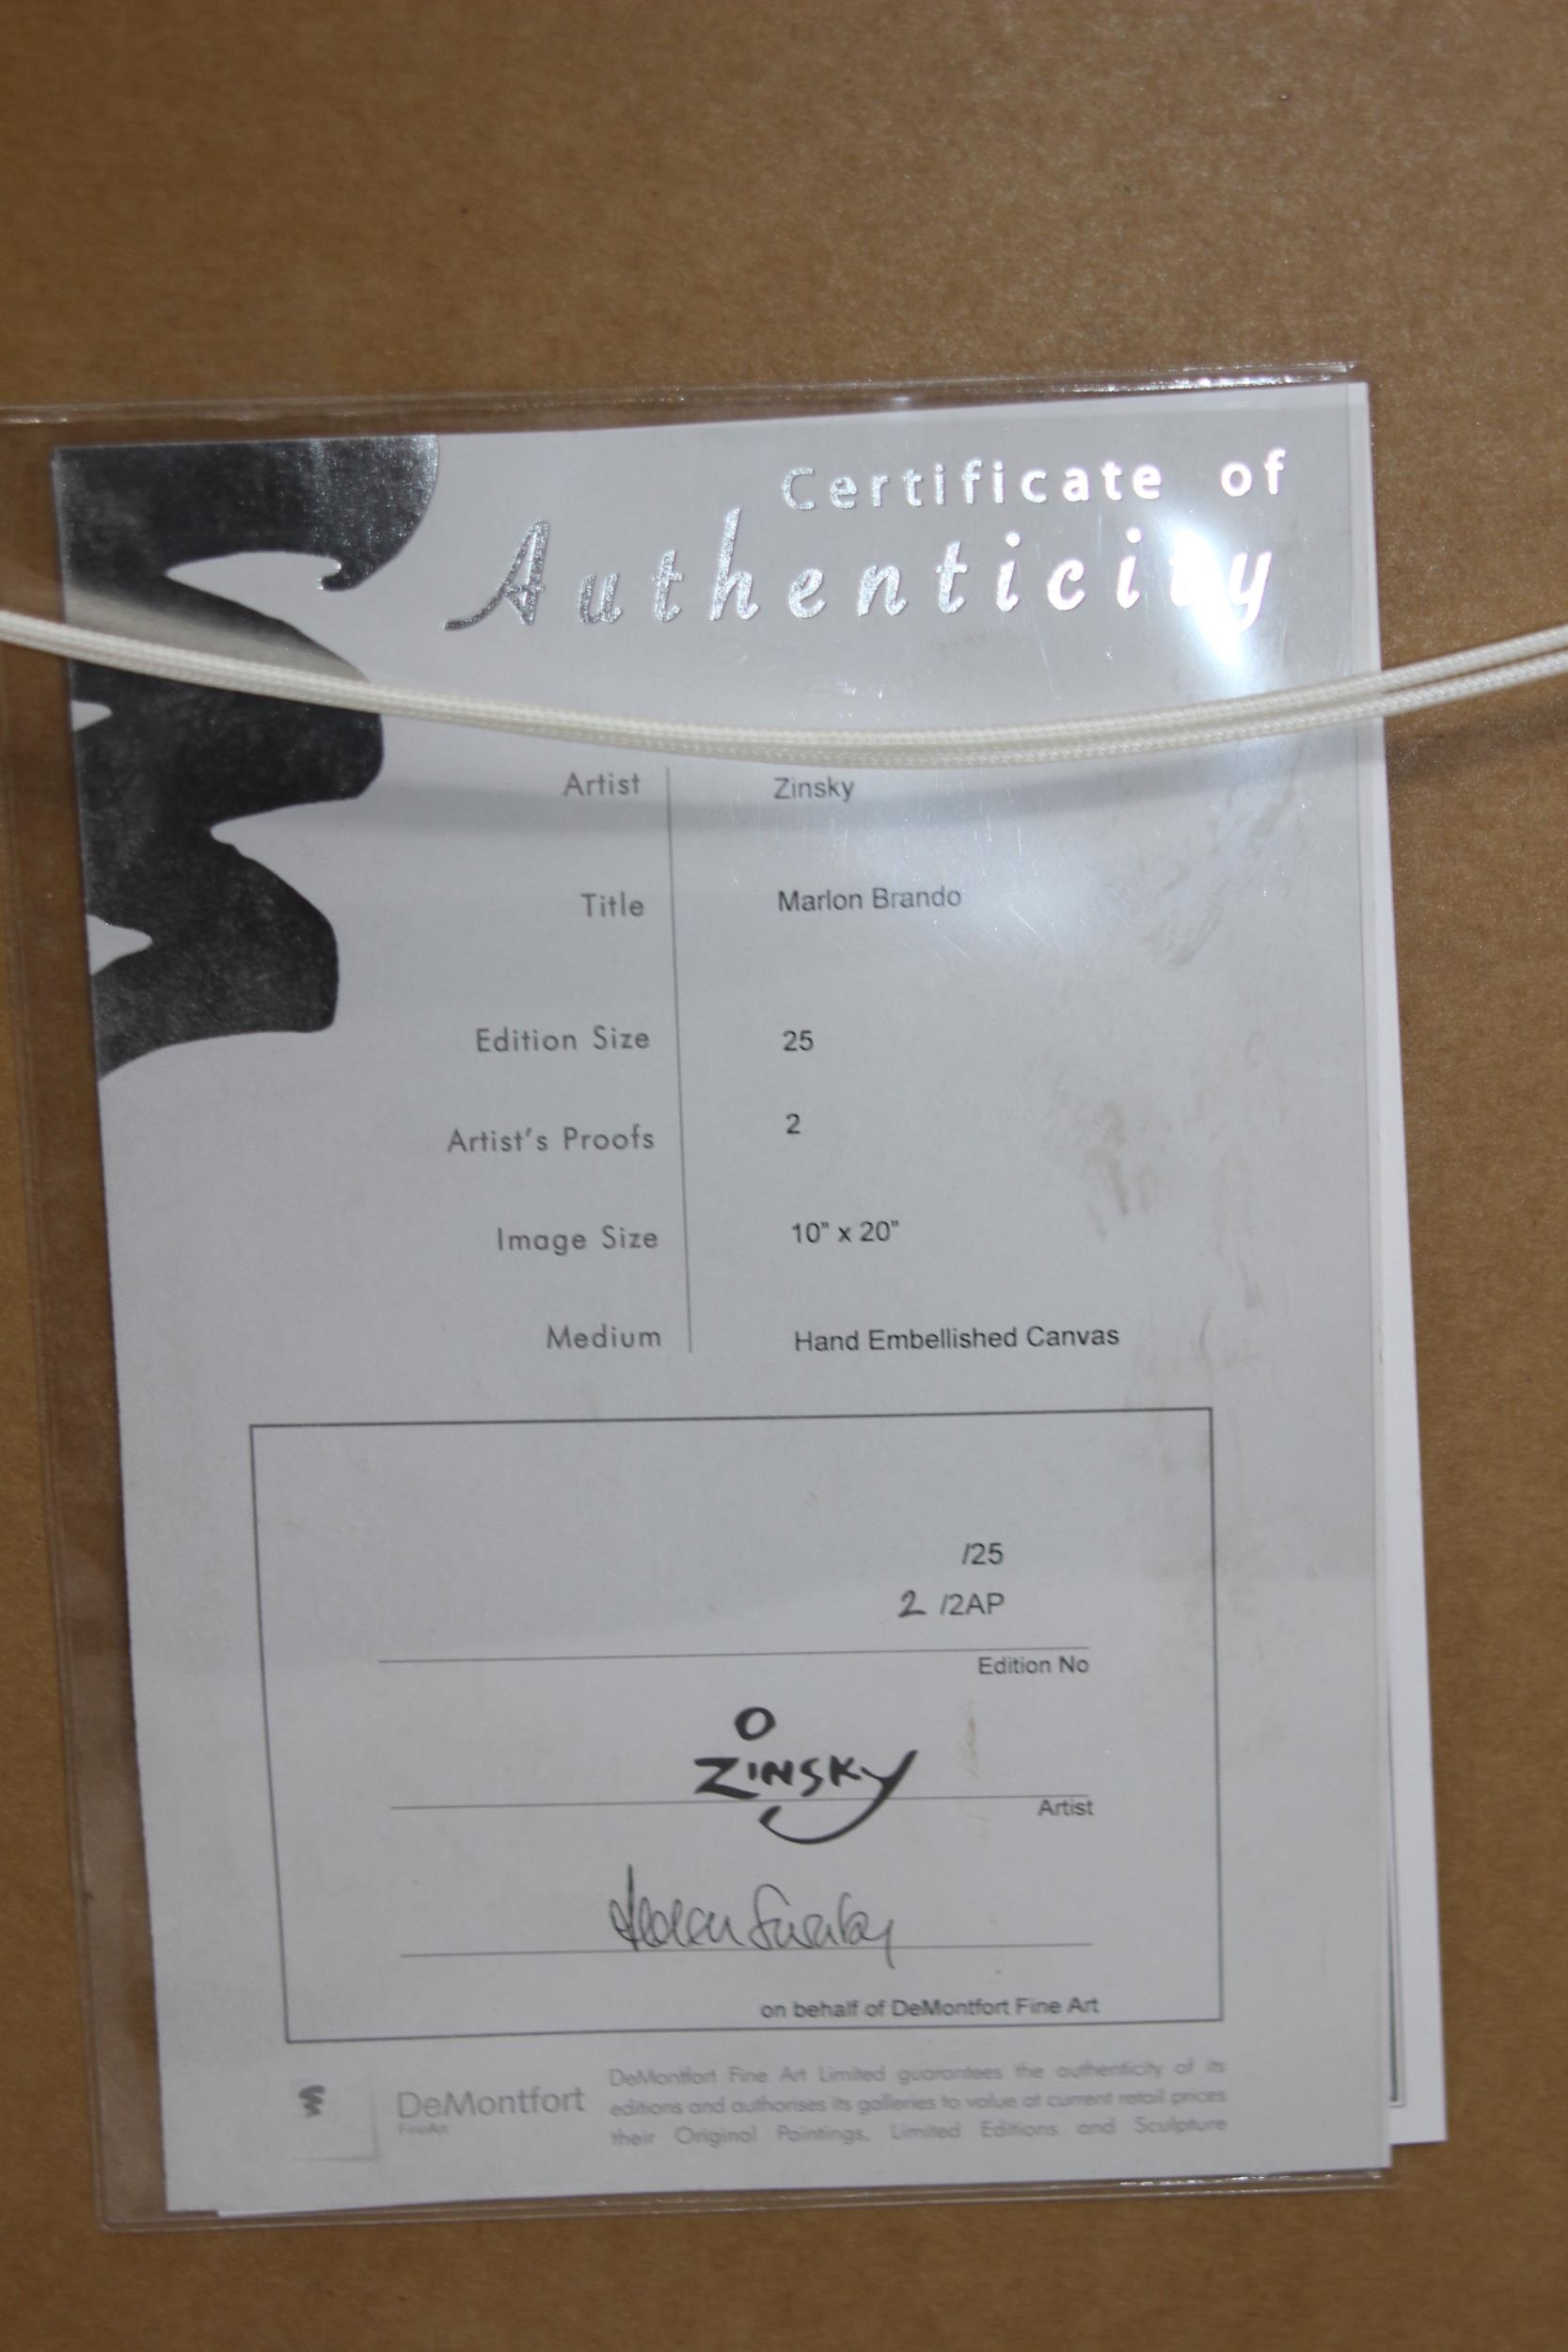 Certificate of
Authenticity
Artist Zinsky
Title Marlon Brando
Edition Size 25
Artist's Proofs 2
Image Size 10" x 20"
Medium Hand Embellished Canvas
/25
2 /2AP
Edition No
ZINSKY
Artist
on behalf of DeMontfort Fine Art
DeMontfort
FineArt
DeMontfort Fine Art Limited guarantees the authenticity of its
editions and authorises its galleries to value at current retail prices
their Original Paintings, Limited Editions and Sculpture